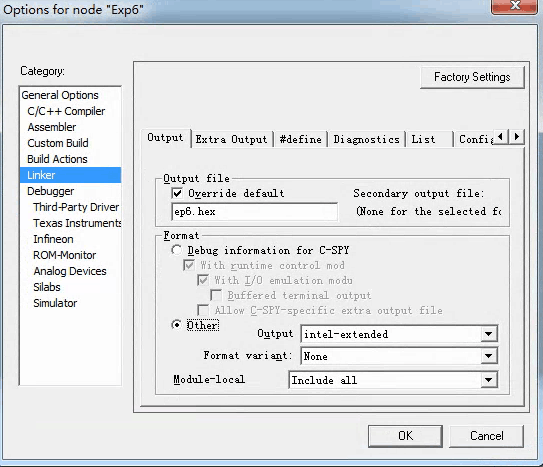 Options for node "Exp6"
Category:
Factory Settings
General Options
C/C++ Compiler
Assembler
Custom Build
Build Actions
Linker
Debugger
Third-Party Driver
Texas Instruments
Infineon
ROM-Monitor
Analog Devices
Silabs
Simulator
Output Extra Output #define Diagnostics List Config
Output file
Override default Secondary output file:
ep6.hex (None for the selected fo
Format
Debug information for C-SPY
With runtime control mod
With I/O emulation modu
Buffered terminal output
Allow C-SPY-specific extra output file
Other
Output intel-extended
Format variant: None
Module-local Include all
OK Cancel